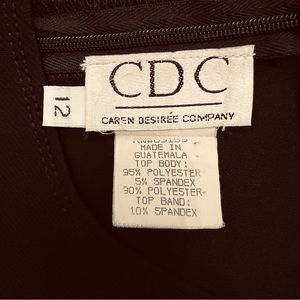 CDC
CAREN DESIRÉE COMPANY
12
MADE IN
GUATEMALA
TOP BODY:
95% POLYESTER
5% SPANDEX
90% POLYESTER
TOP BAND:
10% SPANDEX